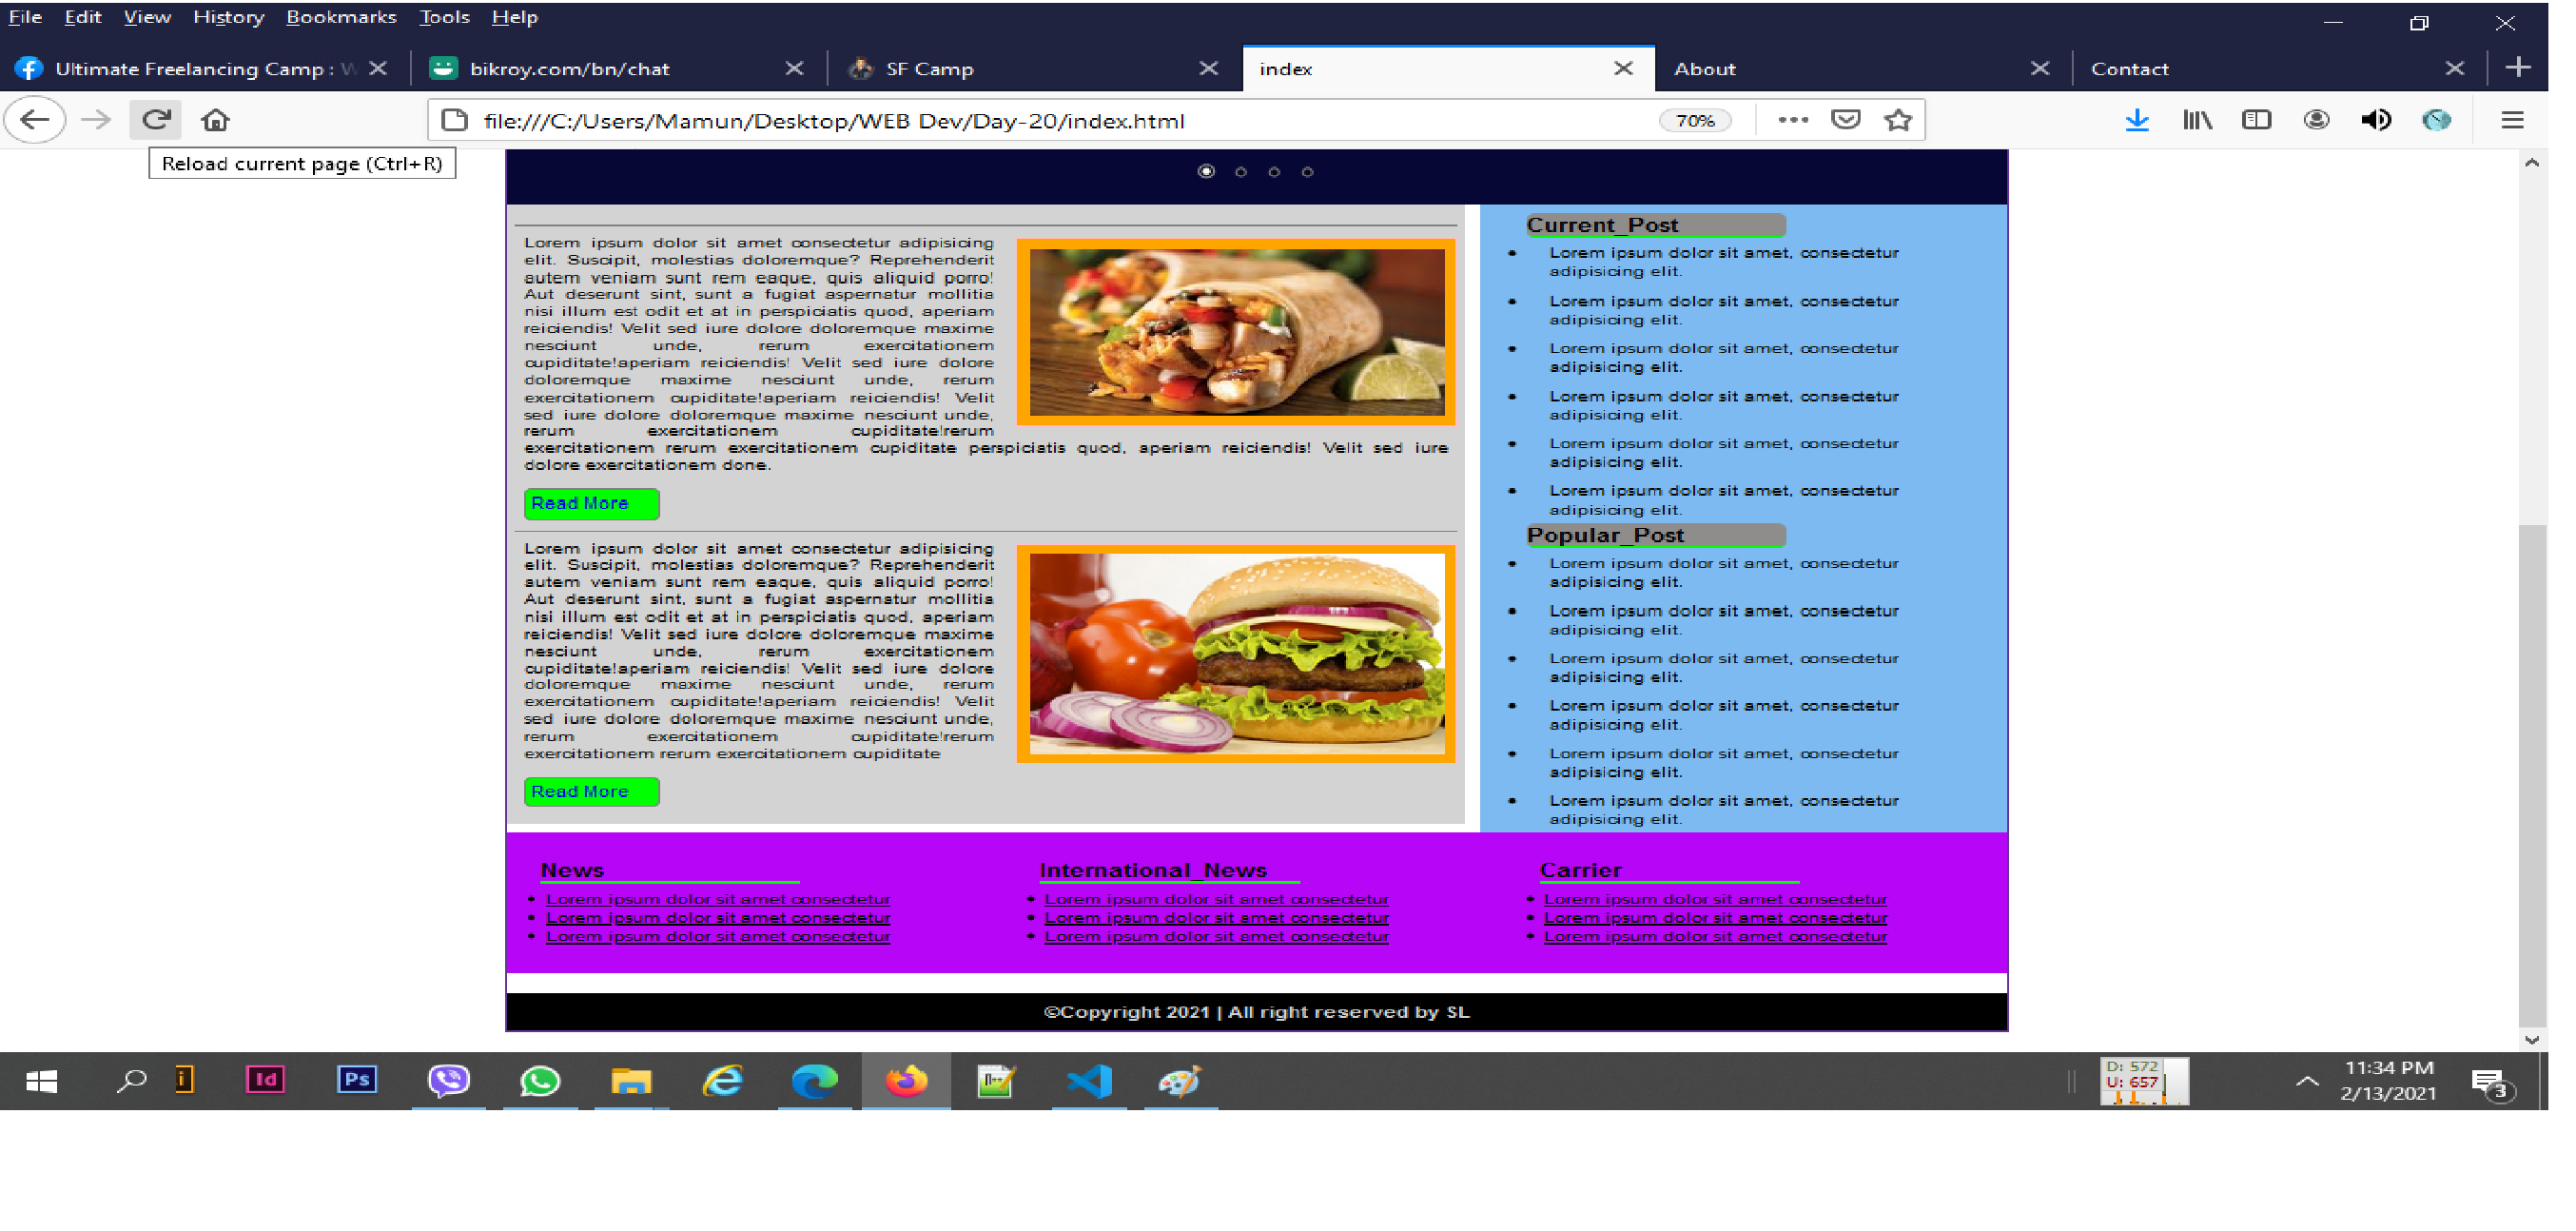 File Edit View History Bookmarks Tools Help
Ultimate Freelancing Camp : W
bikroy.com/bn/chat
SF Camp
index
About
Contact
file:///C:/Users/Mamun/Desktop/WEB Dev/Day-20/index.html
70%
Reload current page (Ctrl+R)
Lorem ipsum dolor sit amet consectetur adipisicing
elit. Suscipit, molestias doloremque? Reprehenderit
autem veniam sunt rem eaque, quis aliquid porro!
Aut deserunt sint, sunt a fugiat aspernatur mollitia
nisi illum est odit et at in perspiciatis quod, aperiam
reiciendis! Velit sed iure dolore doloremque maxime
nesciunt unde, rerum exercitationem
cupiditate!aperiam reiciendis! Velit sed iure dolore
doloremque maxime nesciunt unde, rerum
exercitationem cupiditate!aperiam reiciendis! Velit
sed iure dolore doloremque maxime nesciunt unde,
rerum exercitationem cupiditate!rerum
exercitationem rerum exercitationem cupiditate perspiciatis quod, aperiam reiciendis! Velit sed iure
dolore exercitationem done.
Read More
Lorem ipsum dolor sit amet consectetur adipisicing
elit. Suscipit, molestias doloremque? Reprehenderit
autem veniam sunt rem eaque, quis aliquid porro!
Aut deserunt sint, sunt a fugiat aspernatur mollitia
nisi illum est odit et at in perspiciatis quod, aperiam
reiciendis! Velit sed iure dolore doloremque maxime
nesciunt unde, rerum exercitationem
cupiditate!aperiam reiciendis! Velit sed iure dolore
doloremque maxime nesciunt unde, rerum
exercitationem cupiditate!aperiam reiciendis! Velit
sed iure dolore doloremque maxime nesciunt unde,
rerum exercitationem cupiditate!rerum
exercitationem rerum exercitationem cupiditate
Read More
Current_Post
Lorem ipsum dolor sit amet, consectetur
adipisicing elit.
Lorem ipsum dolor sit amet, consectetur
adipisicing elit.
Lorem ipsum dolor sit amet, consectetur
adipisicing elit.
Lorem ipsum dolor sit amet, consectetur
adipisicing elit.
Lorem ipsum dolor sit amet, consectetur
adipisicing elit.
Lorem ipsum dolor sit amet, consectetur
adipisicing elit.
Popular_Post
Lorem ipsum dolor sit amet, consectetur
adipisicing elit.
Lorem ipsum dolor sit amet, consectetur
adipisicing elit.
Lorem ipsum dolor sit amet, consectetur
adipisicing elit.
Lorem ipsum dolor sit amet, consectetur
adipisicing elit.
Lorem ipsum dolor sit amet, consectetur
adipisicing elit.
Lorem ipsum dolor sit amet, consectetur
adipisicing elit.
News
Lorem ipsum dolor sit amet consectetur
Lorem ipsum dolor sit amet consectetur
Lorem ipsum dolor sit amet consectetur
International_News
Lorem ipsum dolor sit amet consectetur
Lorem ipsum dolor sit amet consectetur
Lorem ipsum dolor sit amet consectetur
Carrier
Lorem ipsum dolor sit amet consectetur
Lorem ipsum dolor sit amet consectetur
Lorem ipsum dolor sit amet consectetur
©Copyright 2021 | All right reserved by SL
Id
Ps
D: 572
U: 657
11:34 PM
2/13/2021
3